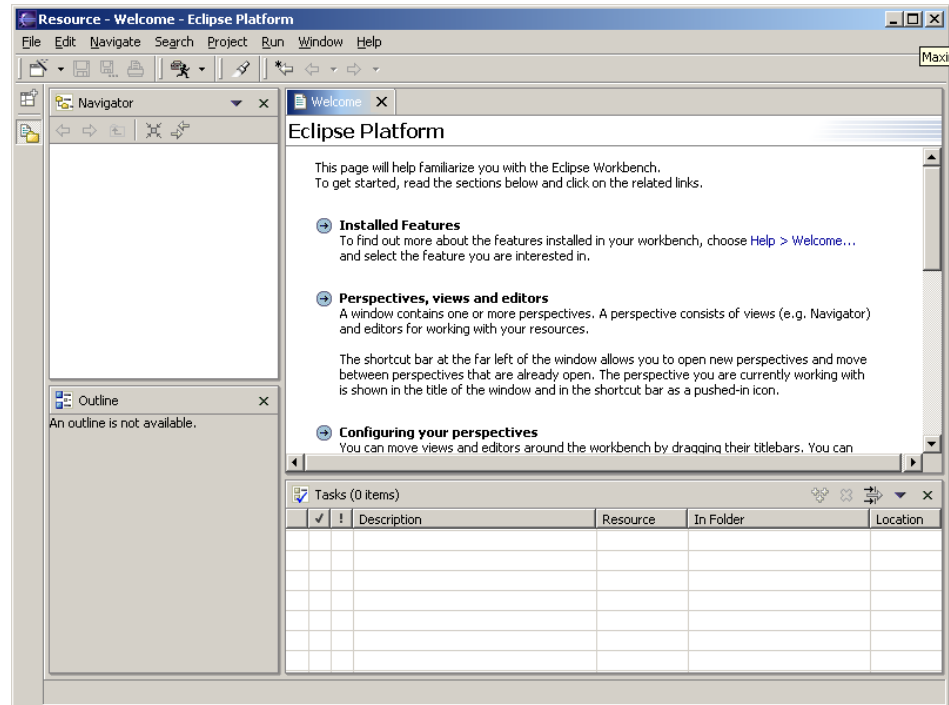 Resource - Welcome - Eclipse Platform
File Edit Navigate Search Project Run Window Help
Maxi
Navigator
Welcome
Eclipse Platform
This page will help familiarize you with the Eclipse Workbench.
To get started, read the sections below and click on the related links.
Installed Features
To find out more about the features installed in your workbench, choose Help > Welcome...
and select the feature you are interested in.
Perspectives, views and editors
A window contains one or more perspectives. A perspective consists of views (e.g. Navigator)
and editors for working with your resources.
The shortcut bar at the far left of the window allows you to open new perspectives and move
between perspectives that are already open. The perspective you are currently working with
is shown in the title of the window and in the shortcut bar as a pushed-in icon.
Configuring your perspectives
You can move views and editors around the workbench by dragging their titlebars. You can
Outline
An outline is not available.
Tasks (0 items)
! Description Resource In Folder Location